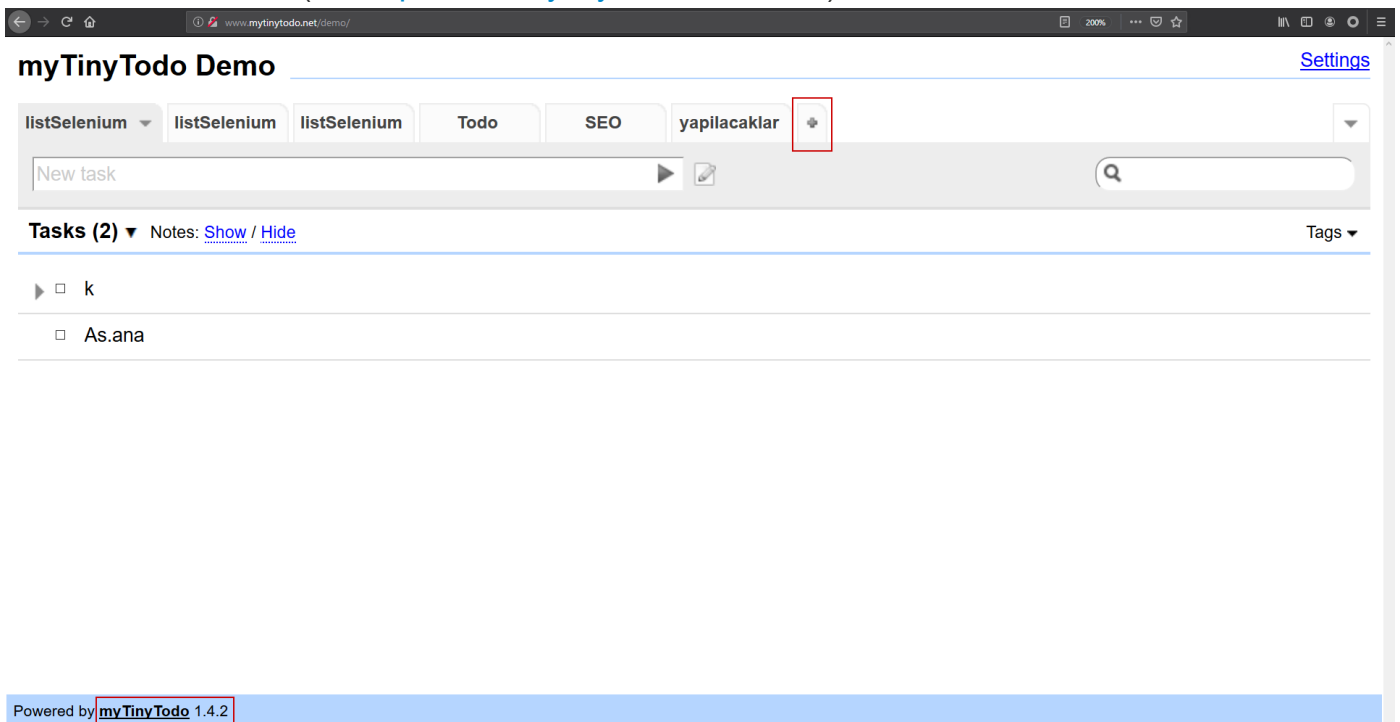 www.mytinytodo.net/demo/ 200%
myTinyTodo Demo Settings
listSelenium listSelenium listSelenium Todo SEO yapilacaklar
New task
Tasks (2) Notes: Show / Hide Tags
k
As.ana
Powered by myTinyTodo 1.4.2